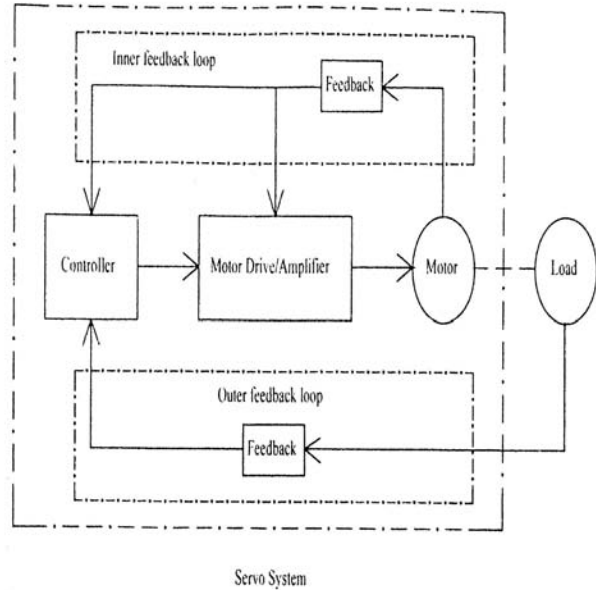 Inner feedback loop
Feedback
Controller
Motor Drive/Amplifier
Motor
Load
Outer feedback loop
Feedback
Servo System